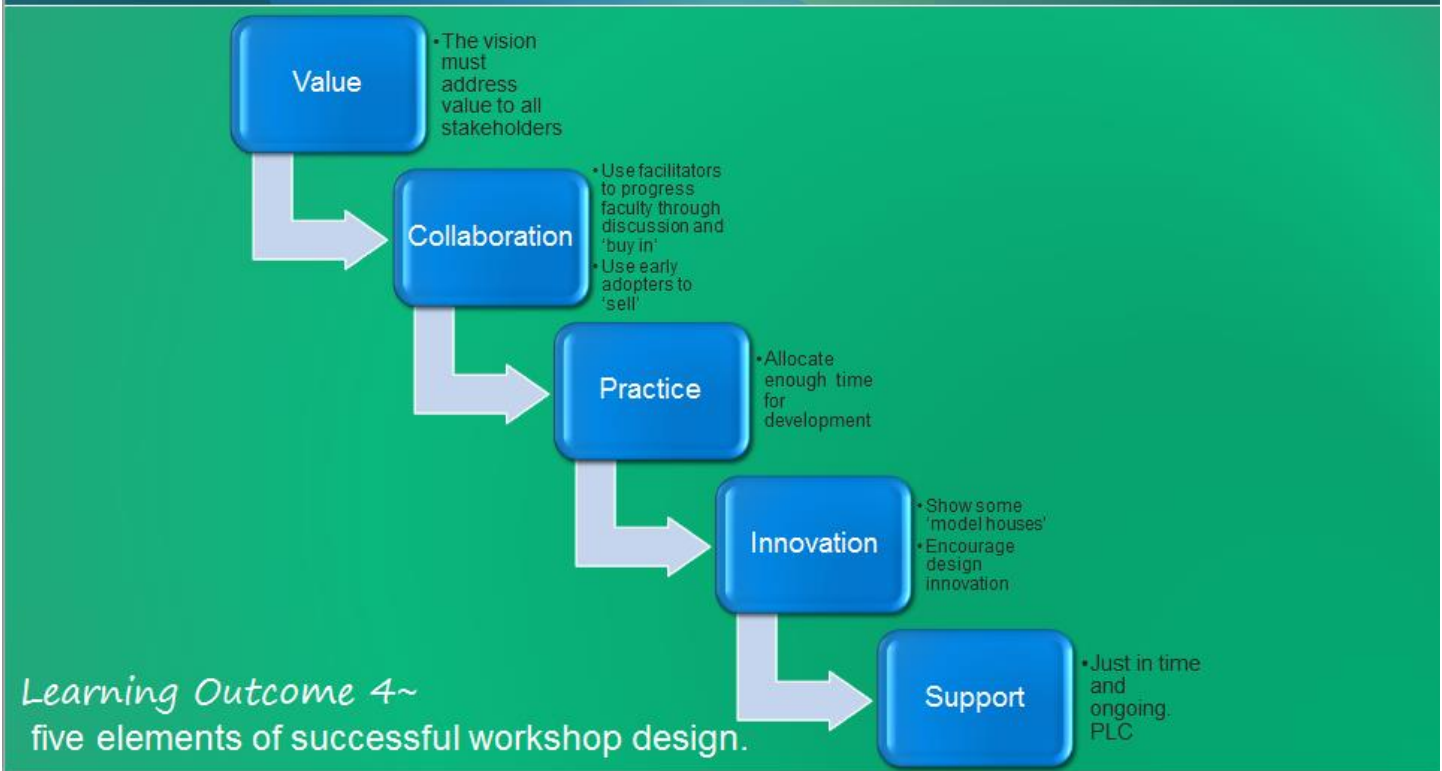 Value
•The vision
must
address
value to all
stakeholders
Collaboration
•Use facilitators
to progress
faculty through
discussion and
'buy in'
•Use early
adopters to
'sell'
Practice
•Allocate
enough time
for
development
Innovation
•Show some
'model houses'
•Encourage
design
innovation
Support
•Just in time
and
ongoing.
PLC
Learning Outcome 4~
five elements of successful workshop design.